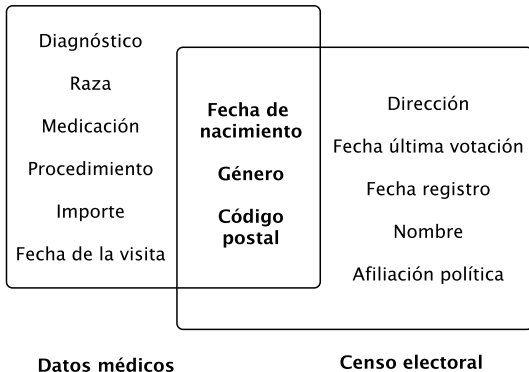 Diagnóstico
Raza
Medicación
Procedimiento
Importe
Fecha de la visita
Fecha de
nacimiento
Género
Código
postal
Dirección
Fecha última votación
Fecha registro
Nombre
Afiliación política
Datos médicos
Censo electoral